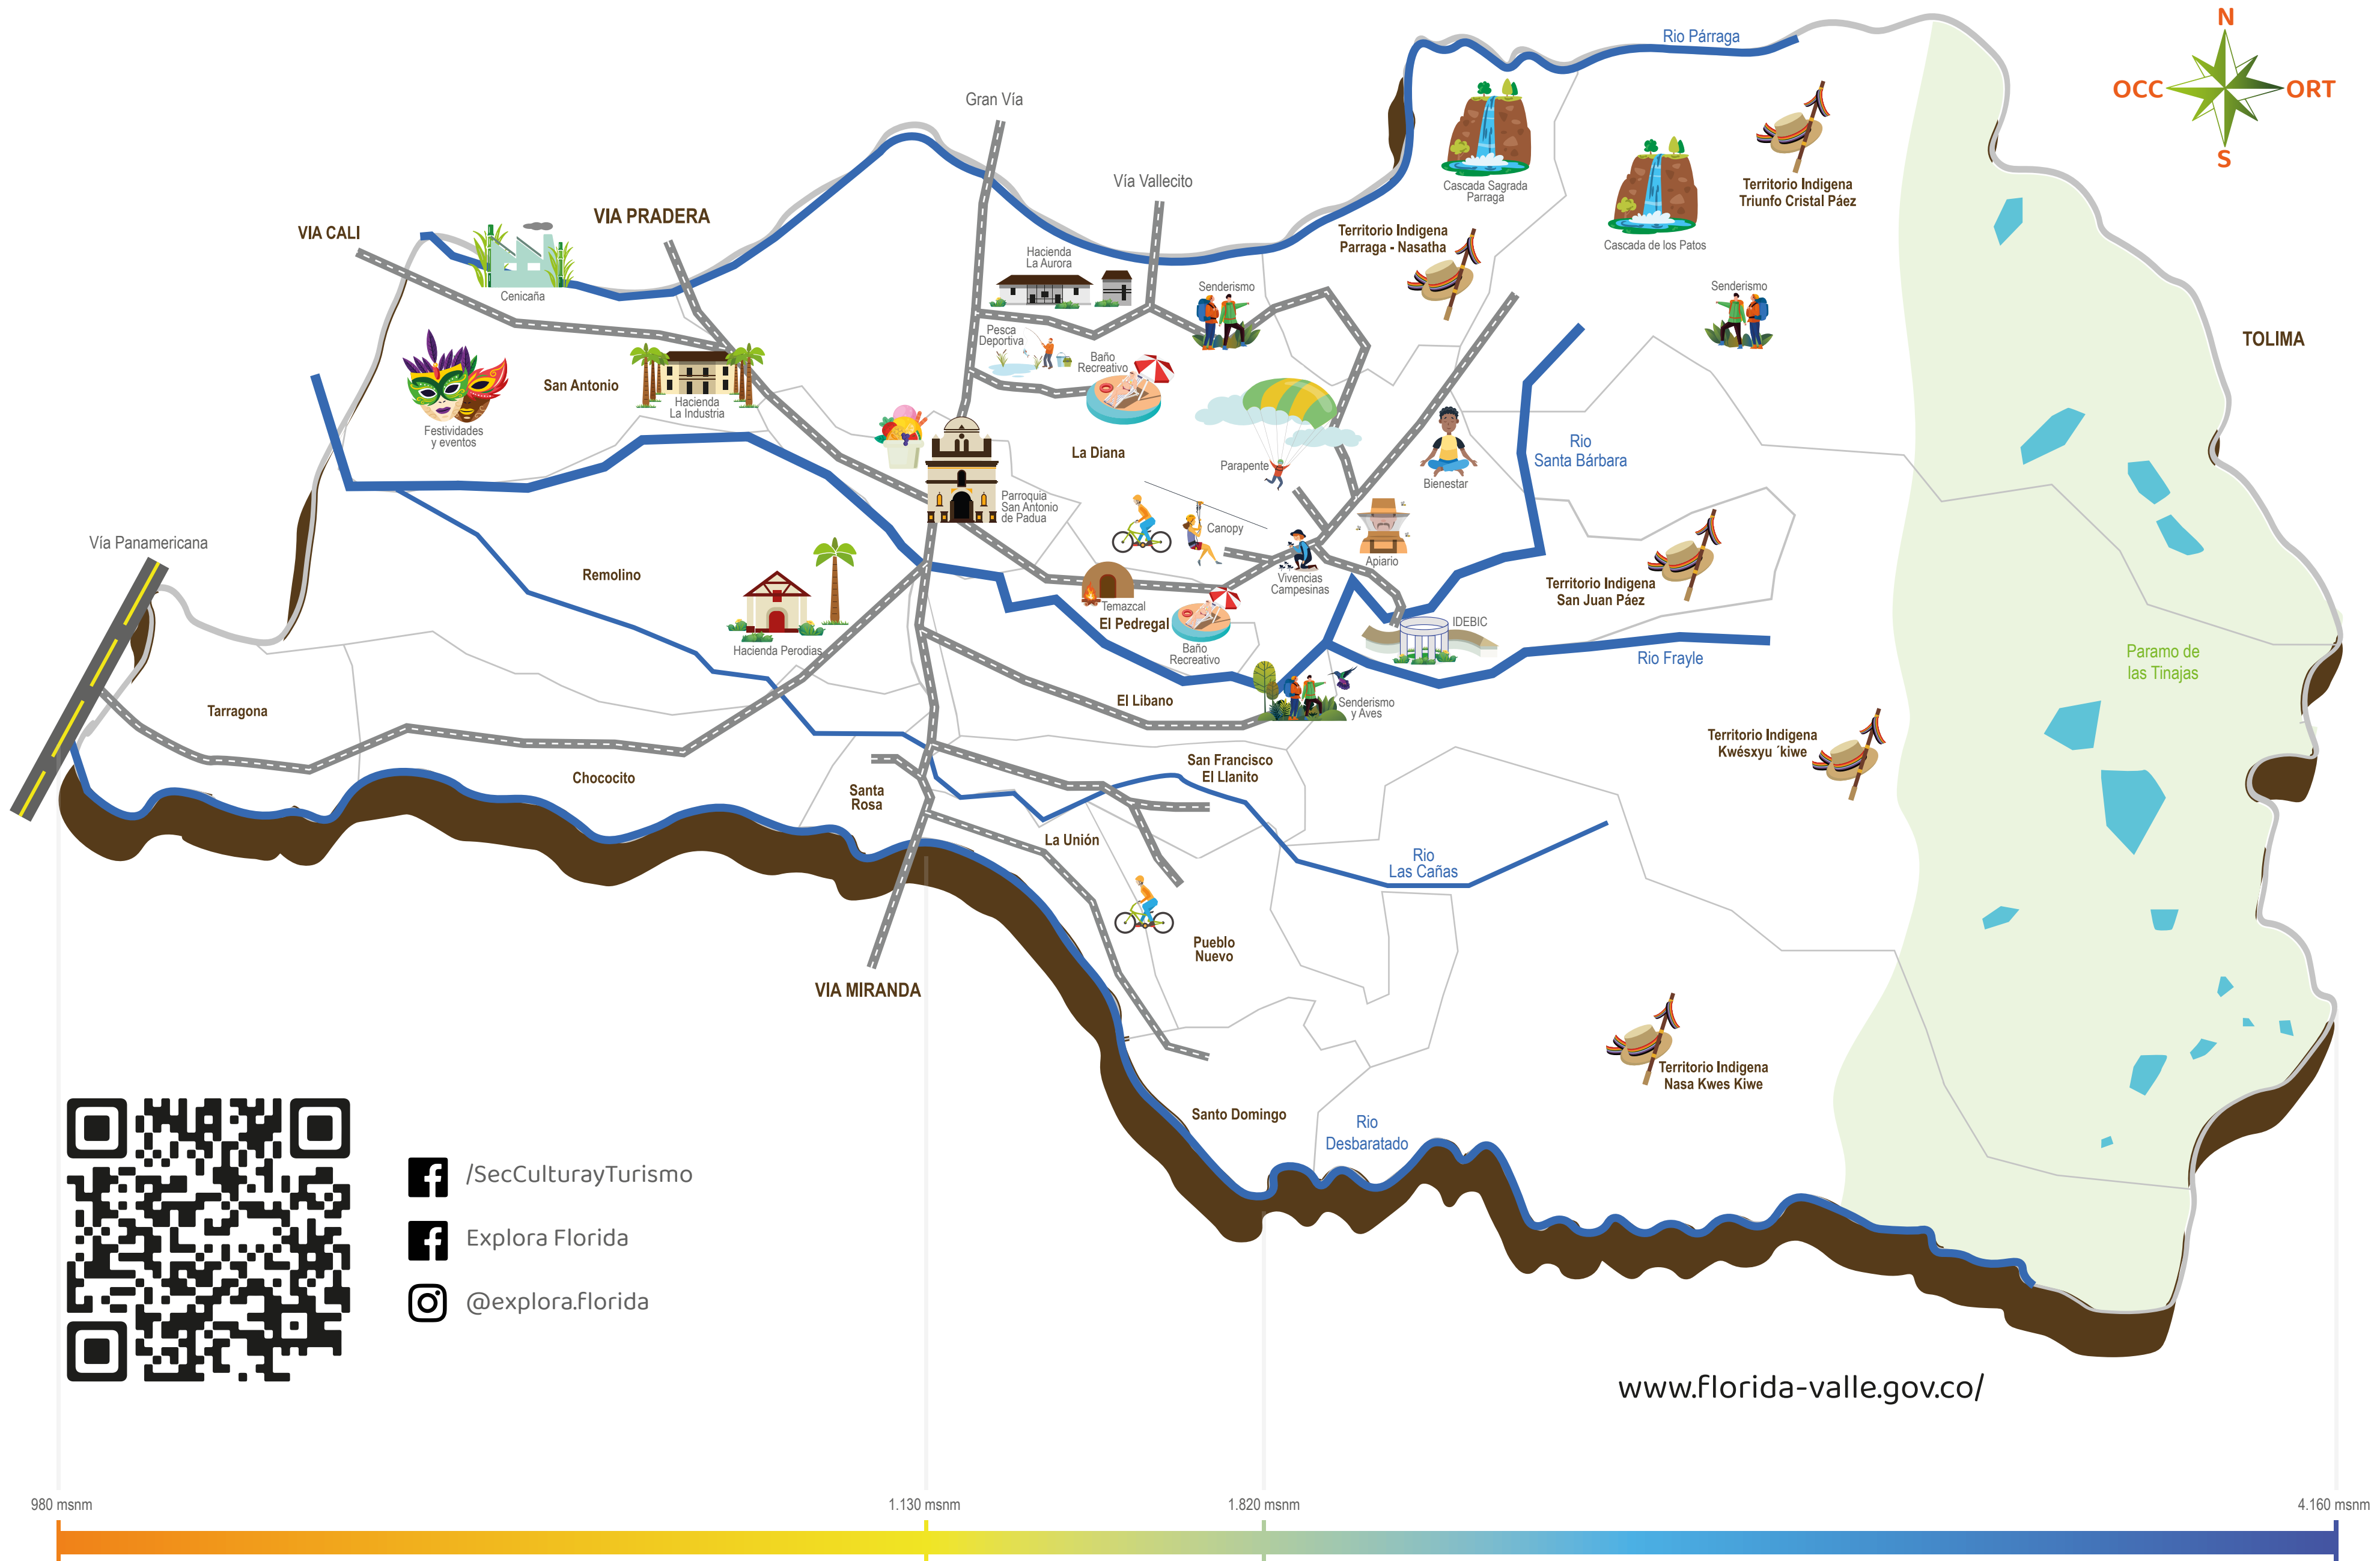 N
OCC
ORT
S
Rio Párraga
Gran Vía
Vía Vallecito
VIA CALI
VIA PRADERA
Cenicaña
Hacienda
La Aurora
Cascada Sagrada
Parraga
Territorio Indigena
Triunfo Cristal Páez
Territorio Indigena
Parraga - Nasatha
Cascada de los Patos
Senderismo
Senderismo
TOLIMA
Pesca
Deportiva
Baño
Recreativo
San Antonio
Hacienda
La Industria
Festividades
y eventos
La Diana
Parapente
Bienestar
Rio
Santa Bárbara
Parroquia
San Antonio
de Padua
Canopy
Apiario
Vía Panamericana
Remolino
Vivencias
Campesinas
Territorio Indigena
San Juan Páez
Temazcal
El Pedregal
IDEBIC
Hacienda Perodias
Baño
Recreativo
Rio Frayle
Paramo de
las Tinajas
Tarragona
El Libano
Senderismo
y Aves
Territorio Indigena
Kwésxyu ´kiwe
Chococito
Santa
Rosa
San Francisco
El Llanito
La Unión
Rio
Las Cañas
Pueblo
Nuevo
VIA MIRANDA
Territorio Indigena
Nasa Kwes Kiwe
Santo Domingo
Rio
Desbaratado
/SecCulturayTurismo
Explora Florida
@explora.florida
www.florida-valle.gov.co/
980 msnm
1.130 msnm
1.820 msnm
4.160 msnm